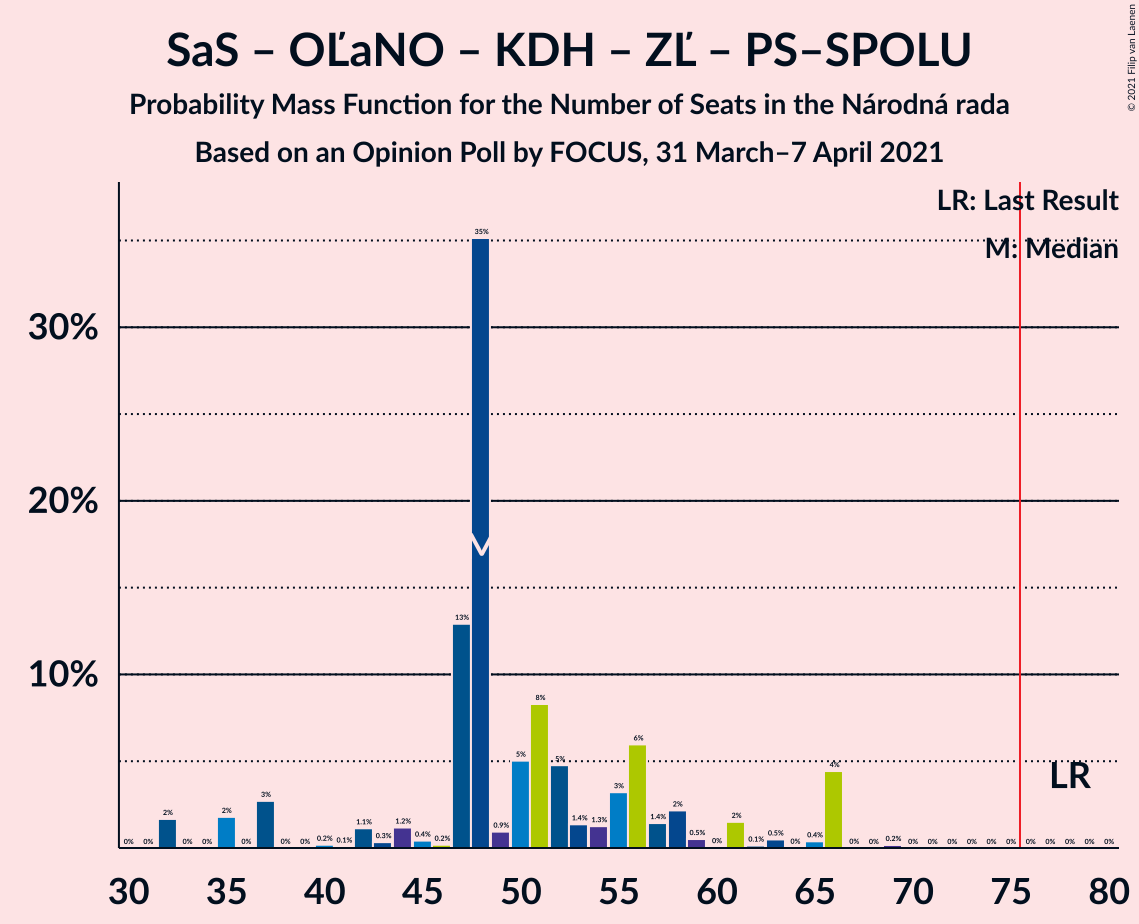 SaS – OĽaNO – KDH – ZĽ – PS–SPOLU
Probability Mass Function for the Number of Seats in the Národná rada
Based on an Opinion Poll by FOCUS, 31 March–7 April 2021
© 2021 Filip van Laenen
LR: Last Result
M: Median
30%
20%
10%
0% 0% 2% 0% 0% 2% 0% 3% 0% 0% 0.2% 0.1% 1.1% 0.3% 1.2% 0.4% 0.2% 13% 35% 0.9% 5% 8% 5% 1.4% 1.3% 3% 6% 1.4% 2% 0.5% 0% 2% 0.1% 0.5% 0% 0.4% 4% 0% 0% 0.2% 0% 0% 0% 0% 0% 0% 0% 0% 0% 0% 0%
LR
30 35 40 45 50 55 60 65 70 75 80